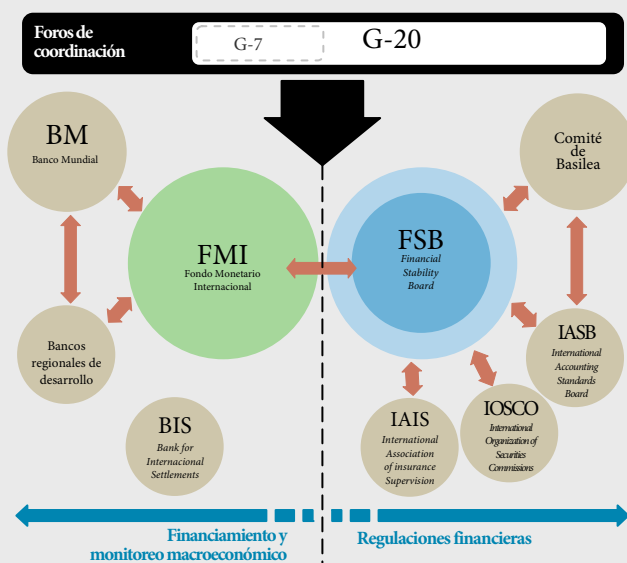 Foros de
coordinación
G-7
G-20
BM
Banco Mundial
Comité
de
Basilea
FMI
Fondo Monetario
Internacional
FSB
Financial
Stability
Board
Bancos
regionales de
desarrollo
IASB
International
Accounting
Standards
Board
BIS
Bank for
Internacional
Settlements
IAIS
International
Association
of insurance
Supervision
IOSCO
International
Organization of
Securities
Commissions
Financiamiento y
monitoreo macroeconómico
Regulaciones financieras